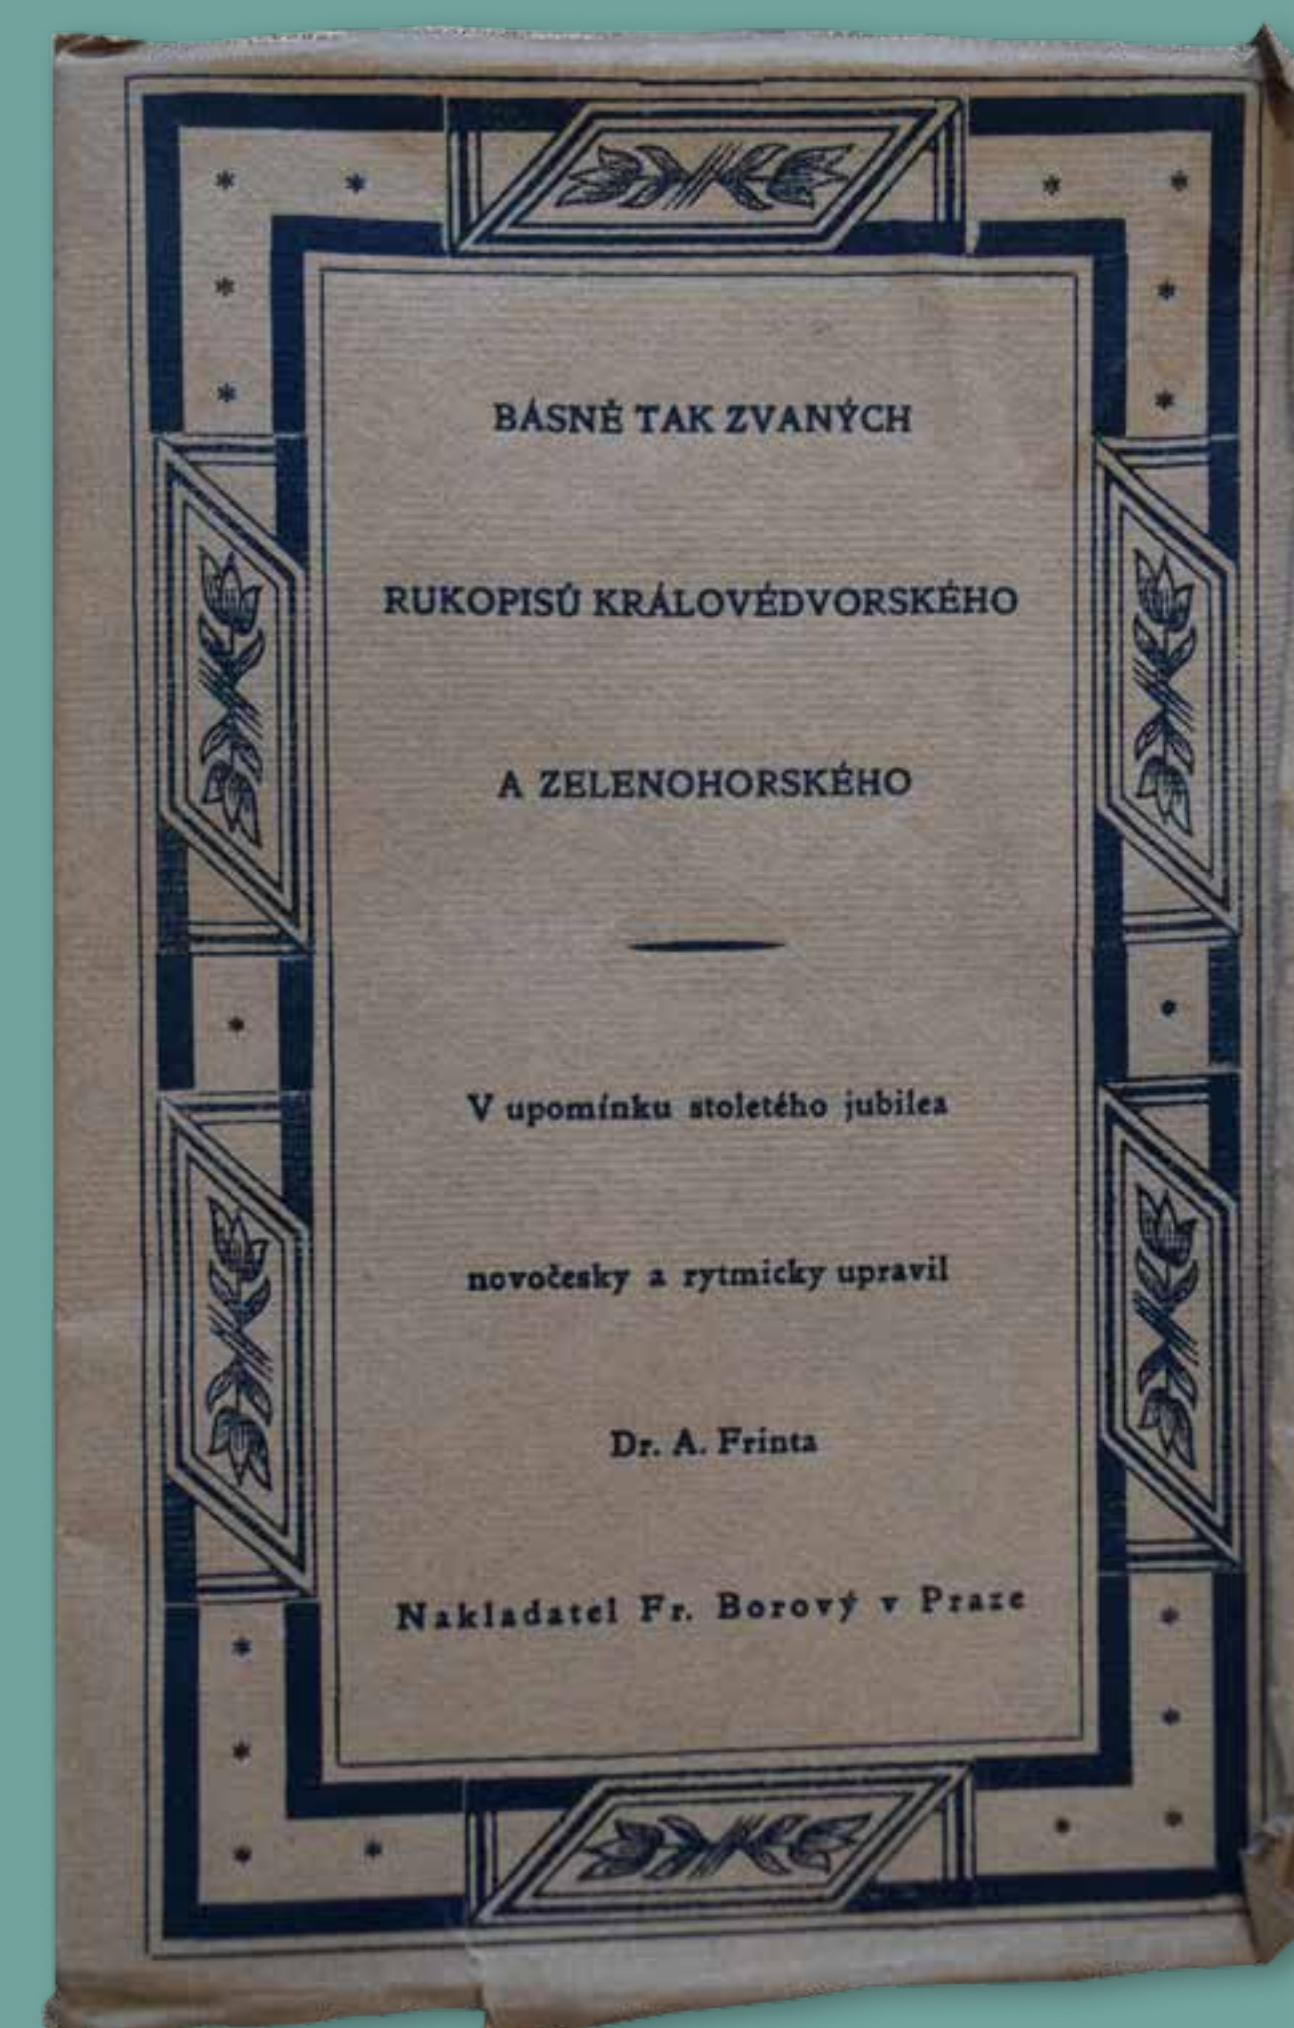 BÁSNĚ TAK ZVANÝCH
RUKOPISŮ KRÁLOVÉDVORSKÉHO
A ZELENOHORSKÉHO
V upomínku stoletého jubilea
novočesky a rytmicky upravil
Dr. A. Frinta
Nakladatel Fr. Borový v Praze